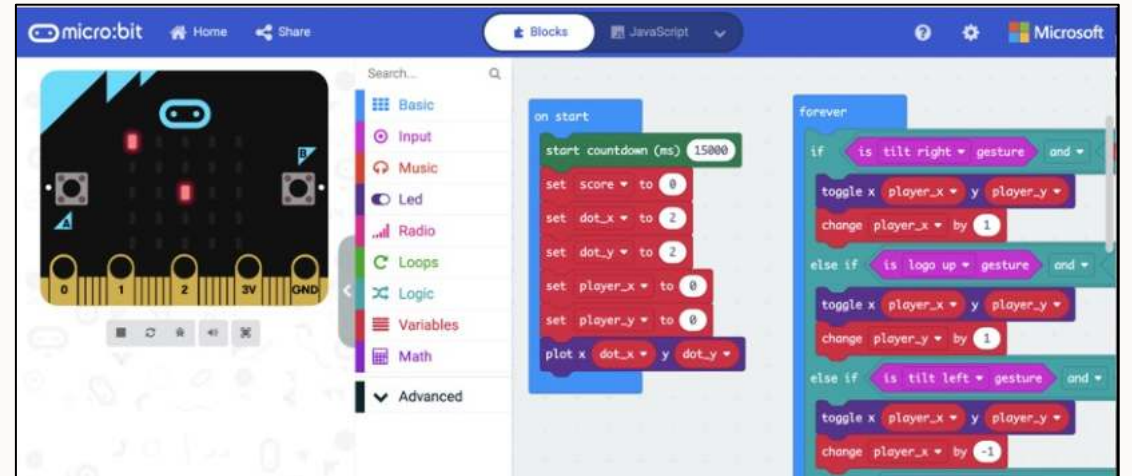 micro:bit Home Share Blocks JavaScript Microsoft
B
A
0 1 2 3V GND
Search...
Basic
Input
Music
Led
Radio
Loops
Logic
Variables
Math
Advanced
on start
start countdown (ms) 15000
set score to 0
set dot_x to 2
set dot_y to 2
set player_x to 0
set player_y to 0
plot x dot_x y dot_y
forever
if is tilt right gesture and
toggle x player_x y player_y
change player_x by 1
else if is logo up gesture and
toggle x player_x y player_y
change player_y by 1
else if is tilt left gesture and
toggle x player_x y player_y
change player_x by -1